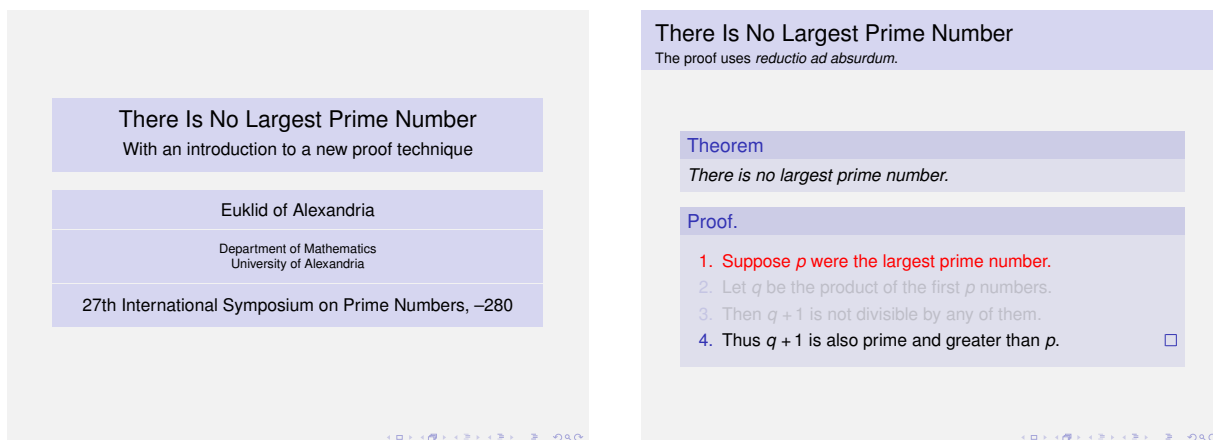 There Is No Largest Prime Number
With an introduction to a new proof technique
Euklid of Alexandria
Department of Mathematics
University of Alexandria
27th International Symposium on Prime Numbers, –280
There Is No Largest Prime Number
The proof uses reductio ad absurdum.
Theorem
There is no largest prime number.
Proof.
1. Suppose p were the largest prime number.
2. Let q be the product of the first p numbers.
3. Then q + 1 is not divisible by any of them.
4. Thus q + 1 is also prime and greater than p. □